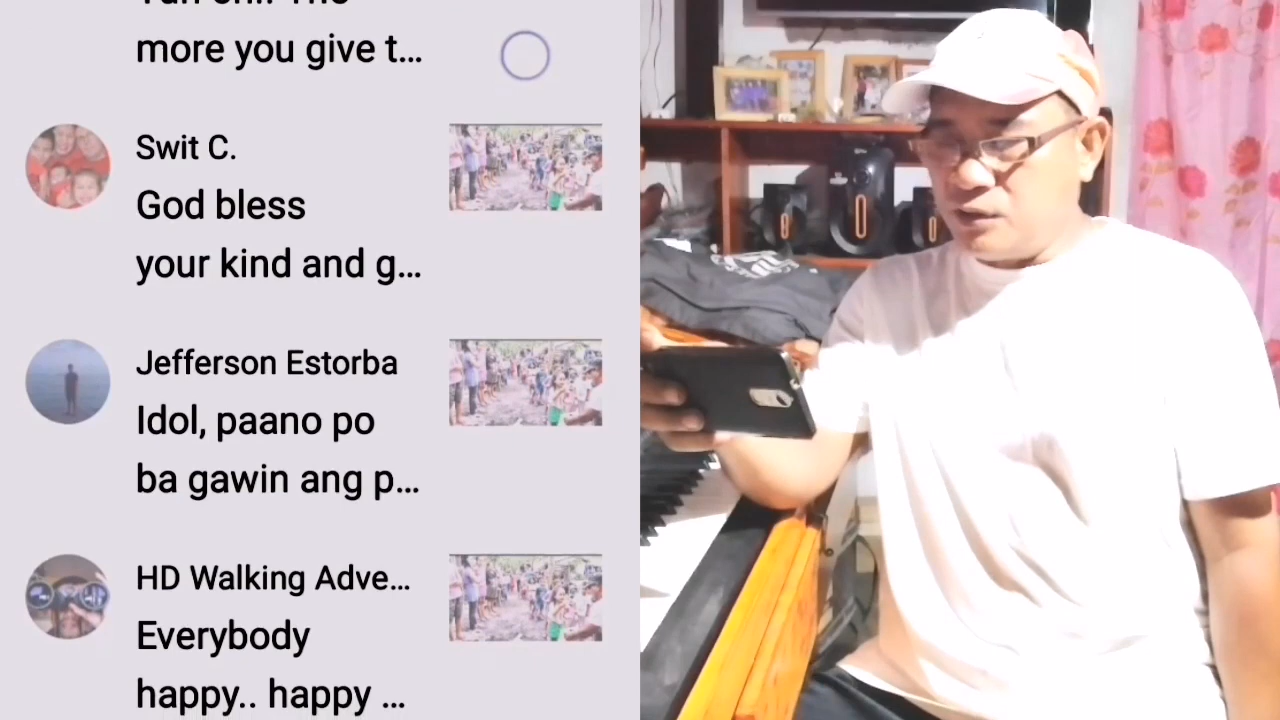 more you give t...
Swit C.
God bless
your kind and g...
Jefferson Estorba
Idol, paano po
ba gawin ang p...
HD Walking Adve...
Everybody
happy.. happy ...